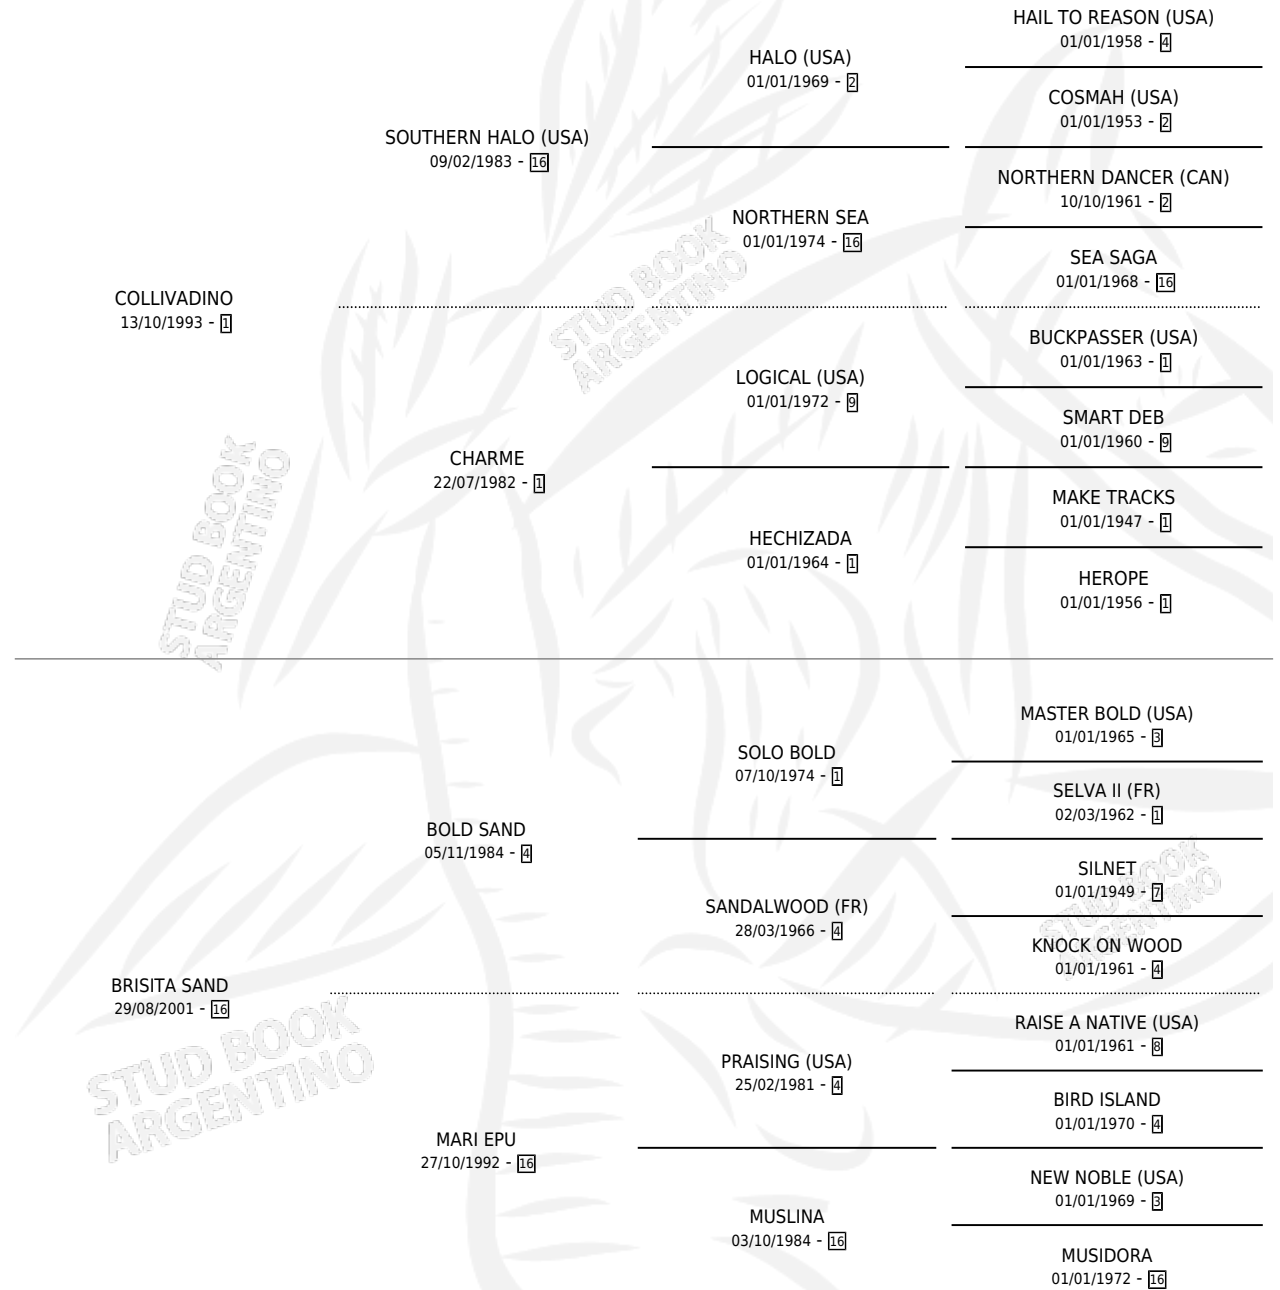 HAIL TO REASON (USA)
01/01/1958 - 4
HALO (USA)
01/01/1969 - 2
COSMAH (USA)
01/01/1953 - 2
SOUTHERN HALO (USA)
09/02/1983 - 16
NORTHERN DANCER (CAN)
10/10/1961 - 2
NORTHERN SEA
01/01/1974 - 16
SEA SAGA
01/01/1968 - 16
COLLIVADINO
13/10/1993 - 1
STUD BOOK
ARGENTINO
BUCKPASSER (USA)
01/01/1963 - 1
LOGICAL (USA)
01/01/1972 - 9
SMART DEB
01/01/1960 - 9
CHARME
22/07/1982 - 1
MAKE TRACKS
01/01/1947 - 1
HECHIZADA
01/01/1964 - 1
HEROPE
01/01/1956 - 1
STUD BOOK
ARGENTINO
MASTER BOLD (USA)
01/01/1965 - 3
SOLO BOLD
07/10/1974 - 1
SELVA II (FR)
02/03/1962 - 1
BOLD SAND
05/11/1984 - 4
SILNET
01/01/1949 - 7
SANDALWOOD (FR)
28/03/1966 - 4
KNOCK ON WOOD
01/01/1961 - 4
STUD BOOK
ARGENTINO
BRISITA SAND
29/08/2001 - 16
RAISE A NATIVE (USA)
01/01/1961 - 8
PRAISING (USA)
25/02/1981 - 4
BIRD ISLAND
01/01/1970 - 4
STUD BOOK
ARGENTINO
MARI EPU
27/10/1992 - 16
NEW NOBLE (USA)
01/01/1969 - 3
MUSLINA
03/10/1984 - 16
MUSIDORA
01/01/1972 - 16